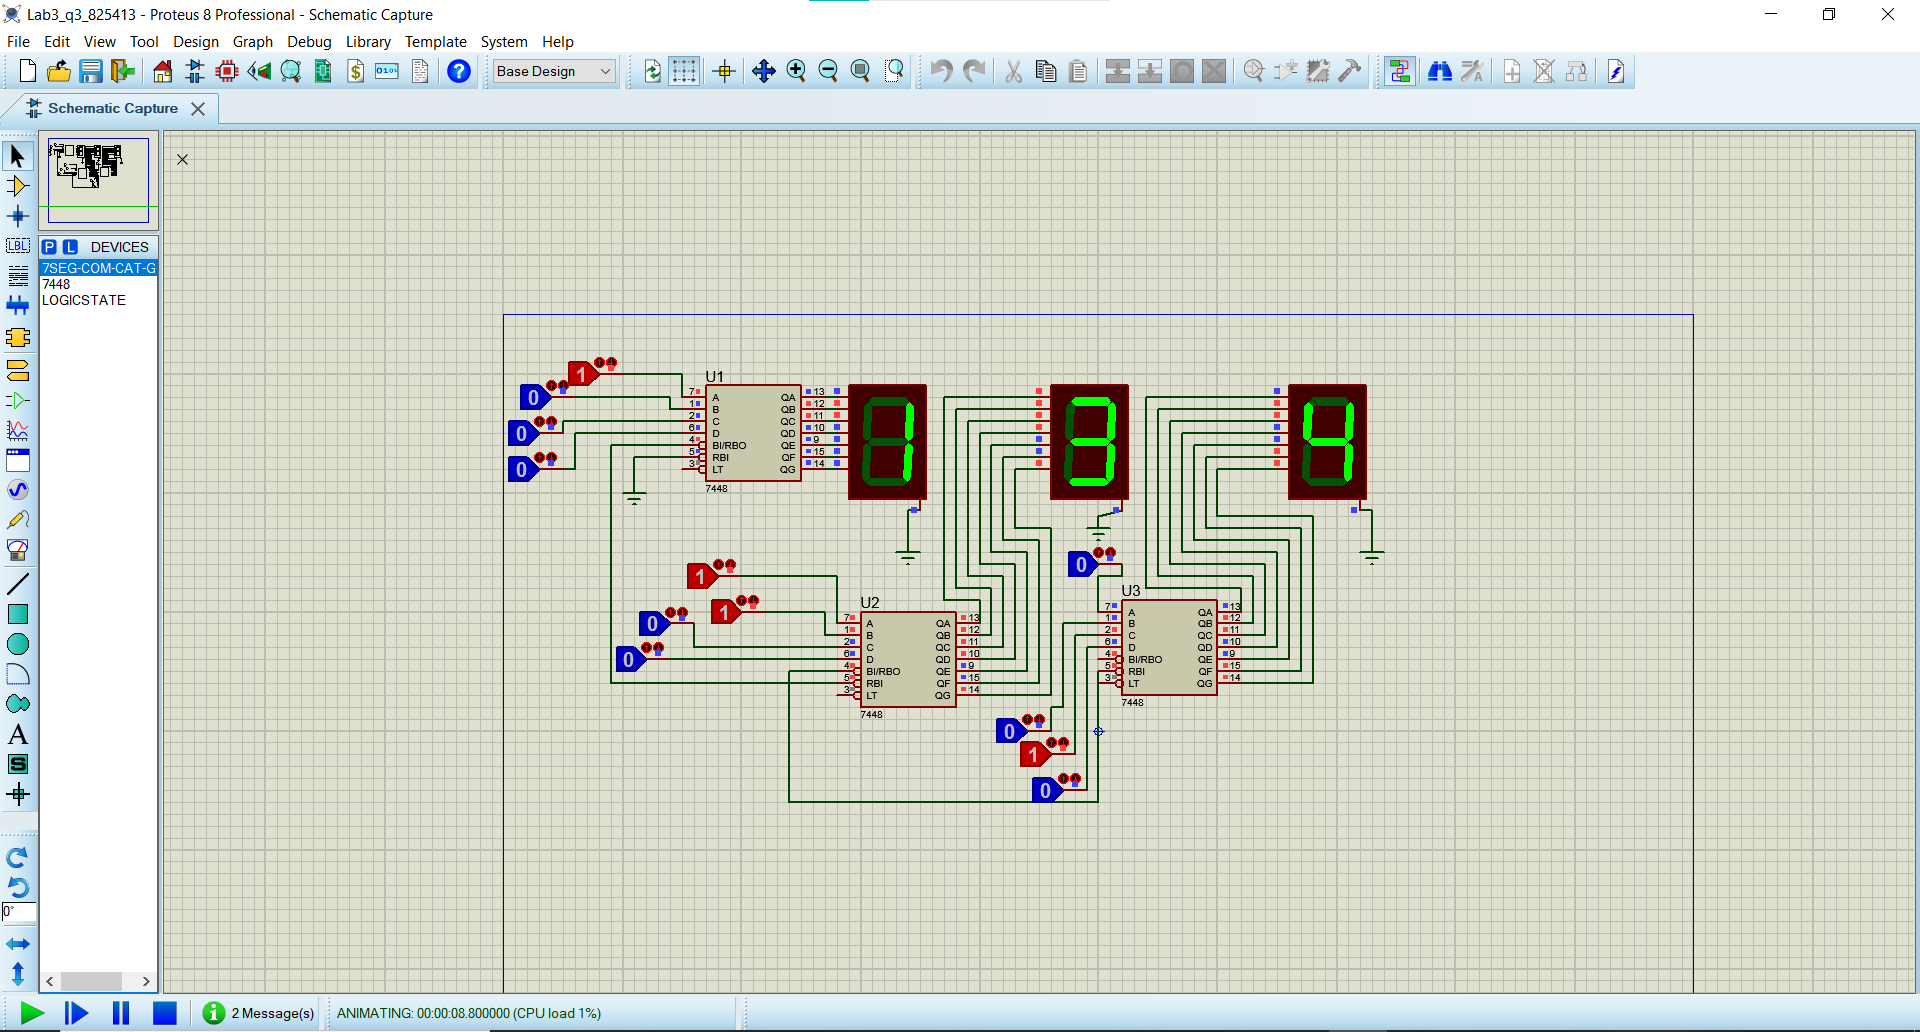 Lab3_q3_825413 - Proteus 8 Professional - Schematic Capture
File Edit View Tool Design Graph Debug Library Template System Help
Base Design
Schematic Capture
P L DEVICES
7SEG-COM-CAT-G
7448
LOGICSTATE
LBL
A
S
0°
1
0
0
0
U1
7 A QA 13
1 B QB 12
2 C QC 11
6 D QD 10
4 BI/RBO QE 9
5 RBI QF 15
3 LT QG 14
7448
1
1
0
0
U2
7 A QA 13
1 B QB 12
2 C QC 11
6 D QD 10
4 BI/RBO QE 9
5 RBI QF 15
3 LT QG 14
7448
0
U3
7 A QA 13
1 B QB 12
2 C QC 11
6 D QD 10
4 BI/RBO QE 9
5 RBI QF 15
3 LT QG 14
7448
0
1
0
1 3 4
2 Message(s) ANIMATING: 00:00:08.800000 (CPU load 1%)